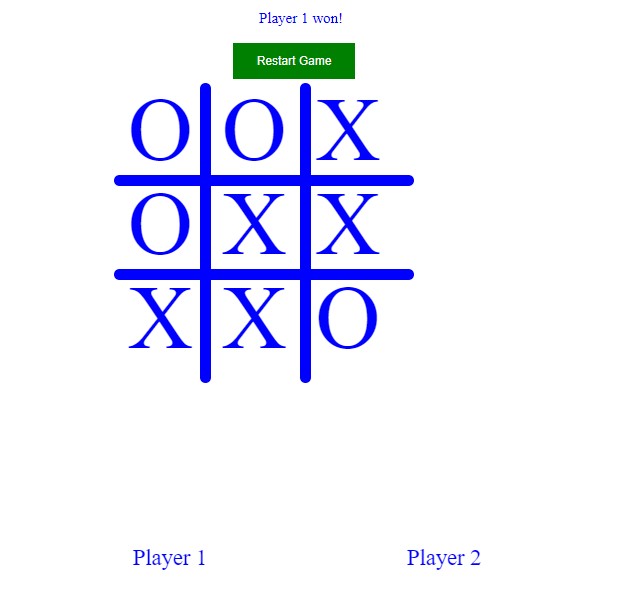 Player 1 won!
Restart Game
O O X
O X X
X X O
Player 1 Player 2